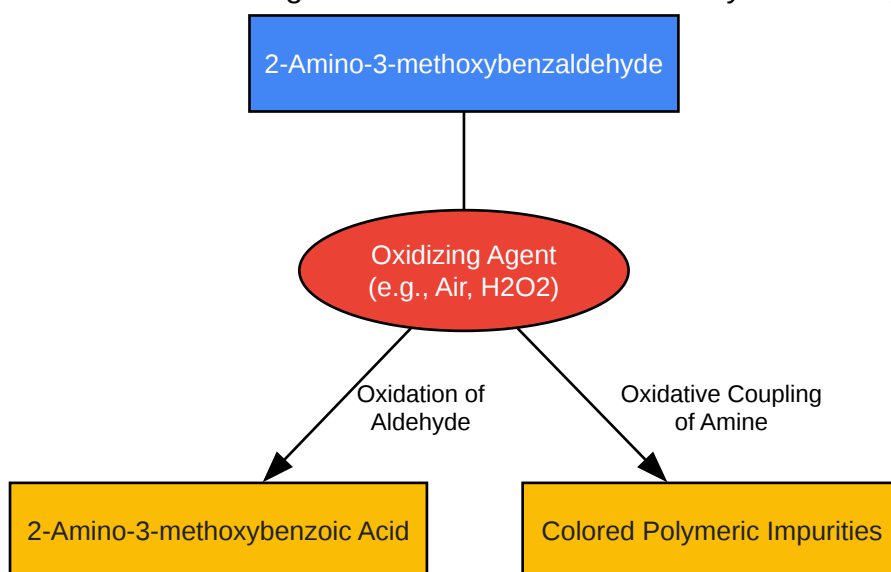 2-Amino-3-methoxybenzaldehyde
Oxidizing Agent
(e.g., Air, H2O2)
Oxidation of
Aldehyde
Oxidative Coupling
of Amine
2-Amino-3-methoxybenzoic Acid
Colored Polymeric Impurities